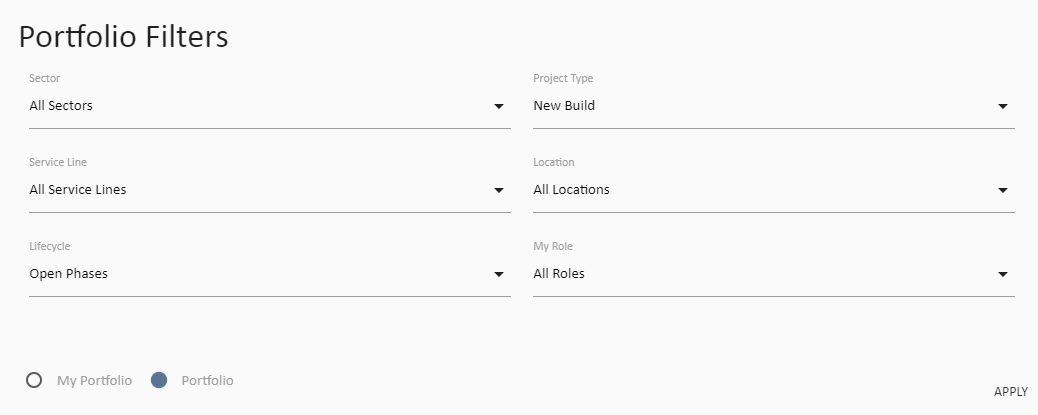 Portfolio Filters
Sector
All Sectors
Project Type
New Build
Service Line
All Service Lines
Location
All Locations
Lifecycle
Open Phases
My Role
All Roles
My Portfolio
Portfolio
APPLY